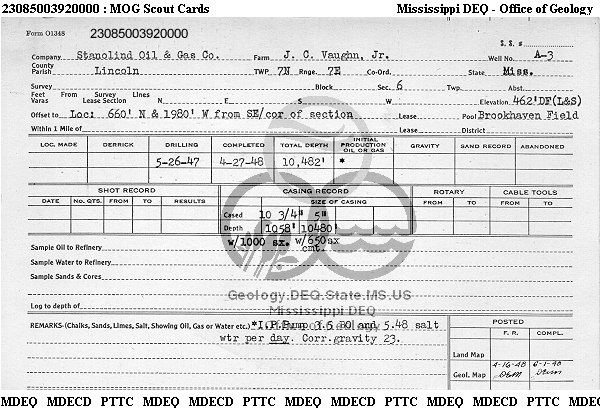 23085003920000 : MOG Scout Cards Mississippi DEQ - Office of Geology
Form O1348 23085003920000 S. S. #
Company Stanolind Oil & Gas Co. Farm J. C. Vaughn, Jr. Well No. A-3
County
Parish Lincoln TWP 7N Rnge. 7E Co-Ord. State Miss.
Survey Block Sec. 6 Twp. Abst.
Feet From Survey Lines
Varas Lease Section N. E. S. W. Elevation 462'DF(L&S)
Offset to Loc: 660' N & 1980' W from SE/cor of section Lease Pool Brookhaven Field
Within 1 Mile of Lease District
LOC. MADE DERRICK DRILLING COMPLETED TOTAL DEPTH INITIAL PRODUCTION OIL OR GAS GRAVITY SAND RECORD ABANDONED
5-26-47 4-27-48 10,482' *
SHOT RECORD CASING RECORD ROTARY CABLE TOOLS
DATE NO. QTS. FROM TO RESULTS SIZE OF CASING FROM TO FROM TO
Cased 10 3/4" 5"
Depth 1058' 10480'
w/1000 sx. w/650sx
cmt.
Sample Oil to Refinery
Sample Water to Refinery
Sample Sands & Cores
Geology.DEQ.State.MS.US
Log to depth of
Mississippi DEQ
REMARKS-(Chalks, Sands, Limes, Salt, Showing Oil, Gas or Water etc.) *I.P.Pump 3.5 BO and 5.48 salt
wtr per day. Corr.gravity 23.
POSTED
F. R. COMPL.
Land Map
Geol. Map 4-16-48 6-1-48
MDEQ MDECD PTTC MDEQ MDECD PTTC MDEQ MDECD PTTC MDEQ MDECD PTTC MDEQ